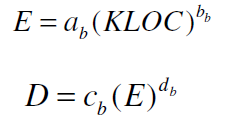 E = a_b (KLOC)^{b_b}
D = c_b (E)^{d_b}